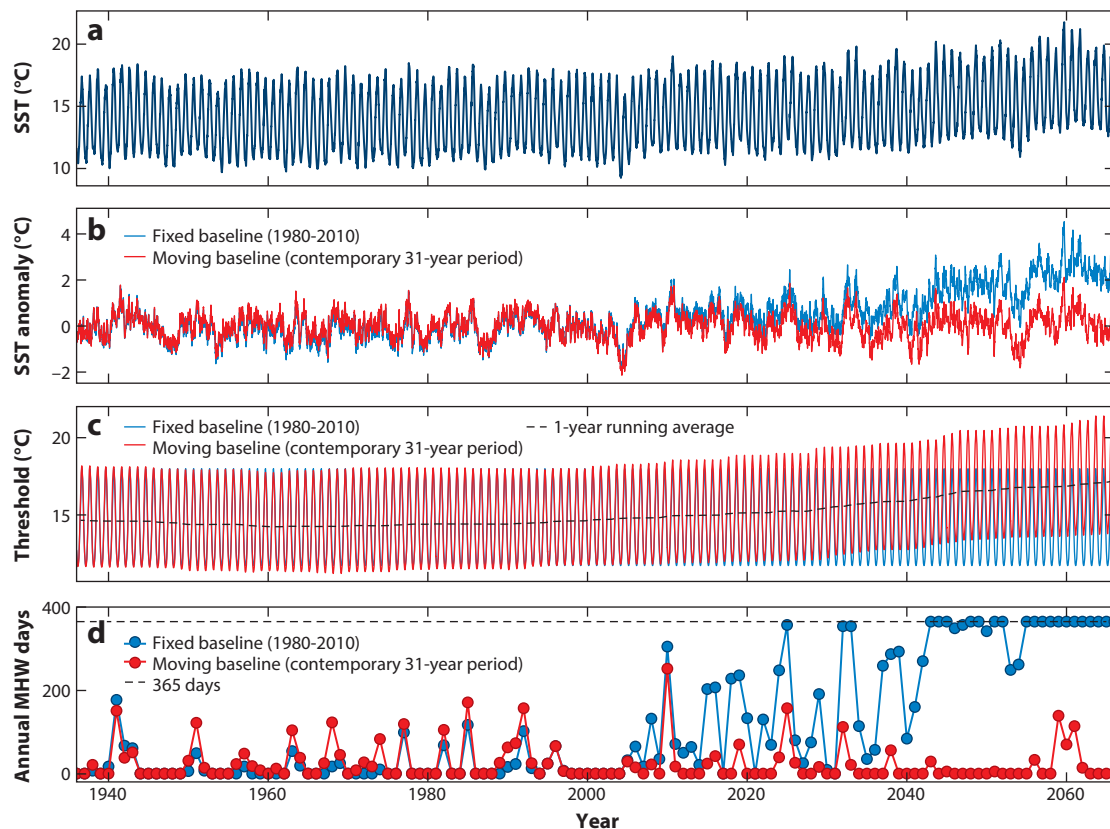 a
SST (°C)
20
15
10
b
SST anomaly (°C)
4
2
0
−2
Fixed baseline (1980-2010)
Moving baseline (contemporary 31-year period)
c
Threshold (°C)
20
15
Fixed baseline (1980-2010)
Moving baseline (contemporary 31-year period)
1-year running average
d
Annual MHW days
400
200
0
Fixed baseline (1980-2010)
Moving baseline (contemporary 31-year period)
365 days
1940 1960 1980 2000 2020 2040 2060
Year